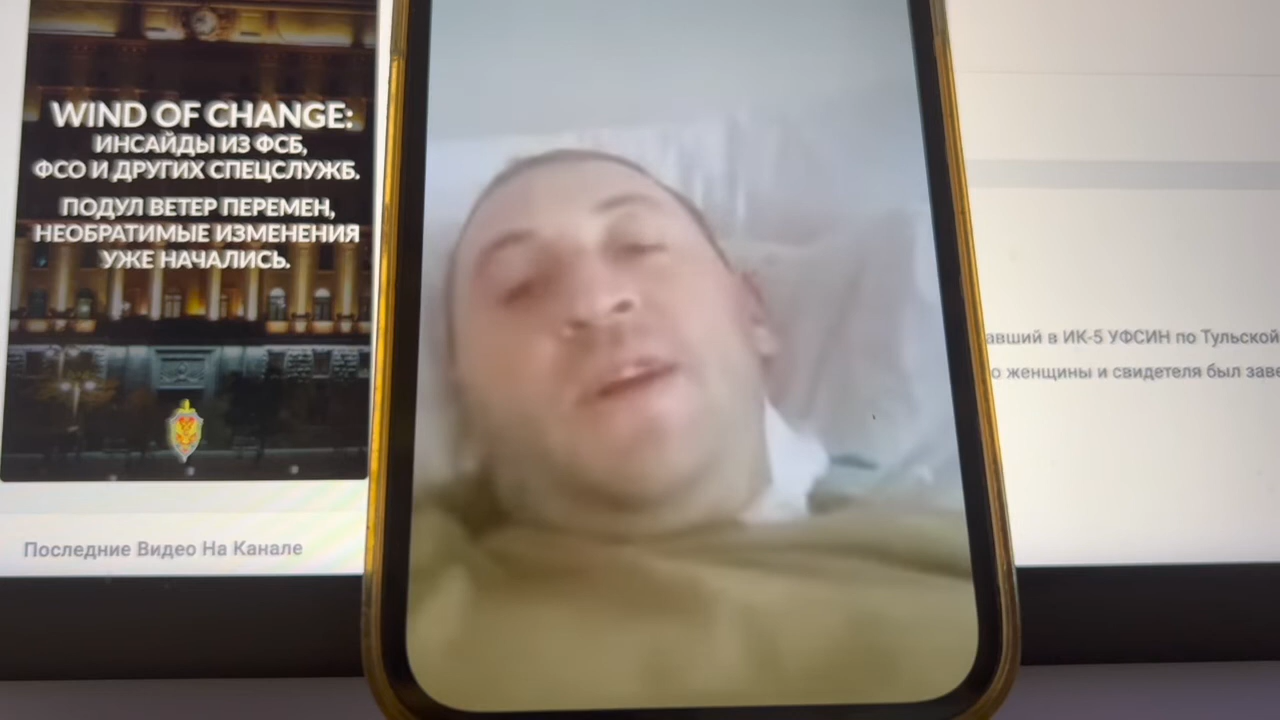 WIND OF CHANGE:
ИНСАЙДЫ ИЗ ФСБ,
ФСО И ДРУГИХ СПЕЦСЛУЖБ.
ПОДУЛ ВЕТЕР ПЕРЕМЕН,
НЕОБРАТИМЫЕ ИЗМЕНЕНИЯ
УЖЕ НАЧАЛИСЬ.
Последние Видео На Канале
авший в ИК-5 УФСИН по Тульской
о женщины и свидетеля был заве